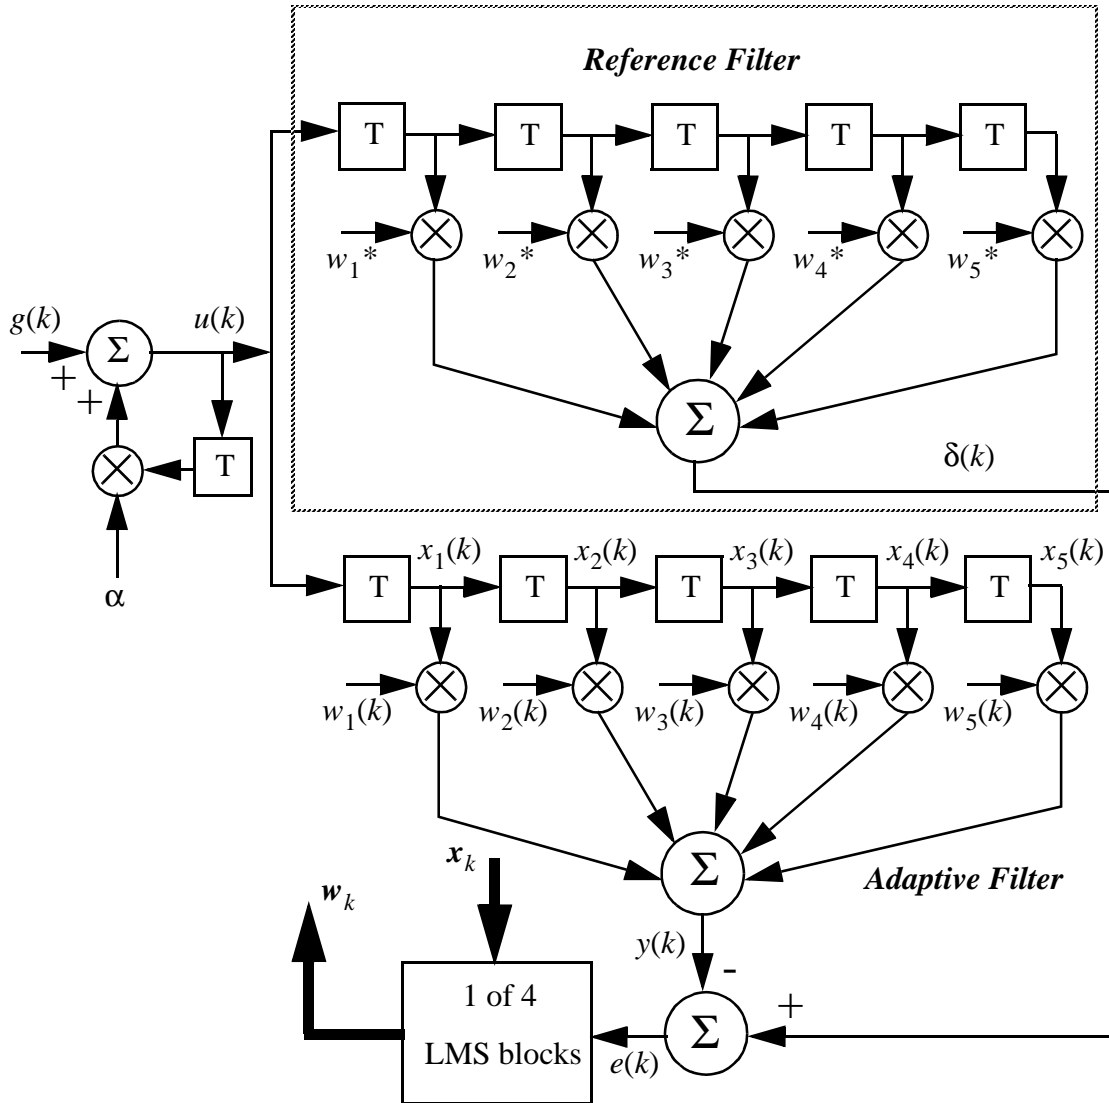 Reference Filter
T T T T T
w1* w2* w3* w4* w5*
g(k) u(k)
Σ
+
+
T
α
Σ
δ(k)
x1(k) x2(k) x3(k) x4(k) x5(k)
T T T T T
w1(k) w2(k) w3(k) w4(k) w5(k)
Σ
Adaptive Filter
xk
wk
y(k)
-
+
1 of 4
LMS blocks
e(k)
Σ